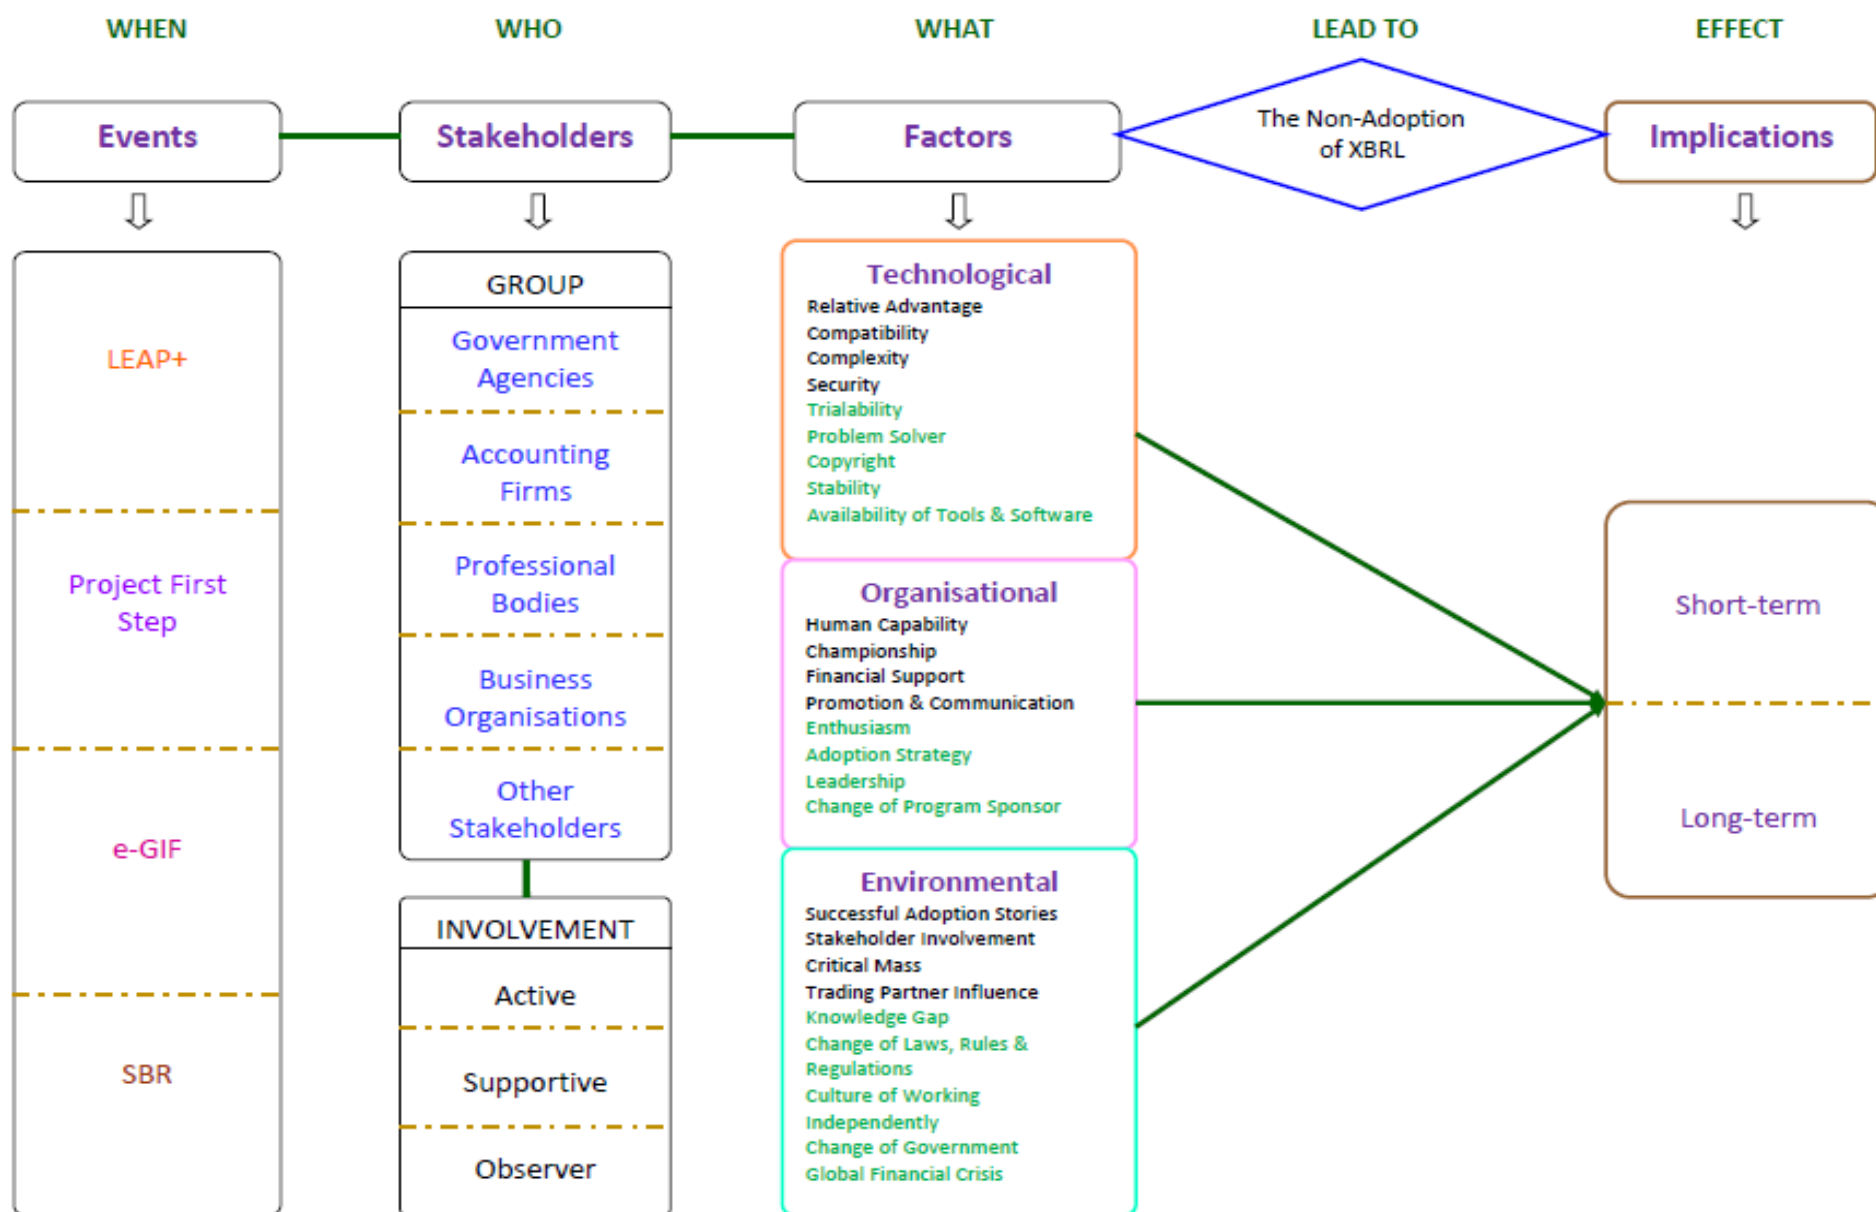 WHEN
WHO
WHAT
LEAD TO
EFFECT
Events
Stakeholders
Factors
The Non-Adoption
of XBRL
Implications
LEAP+
Project First
Step
e-GIF
SBR
GROUP
Government
Agencies
Accounting
Firms
Professional
Bodies
Business
Organisations
Other
Stakeholders
INVOLVEMENT
Active
Supportive
Observer
Technological
Relative Advantage
Compatibility
Complexity
Security
Trialability
Problem Solver
Copyright
Stability
Availability of Tools & Software
Organisational
Human Capability
Championship
Financial Support
Promotion & Communication
Enthusiasm
Adoption Strategy
Leadership
Change of Program Sponsor
Environmental
Successful Adoption Stories
Stakeholder Involvement
Critical Mass
Trading Partner Influence
Knowledge Gap
Change of Laws, Rules &
Regulations
Culture of Working
Independently
Change of Government
Global Financial Crisis
Short-term
Long-term